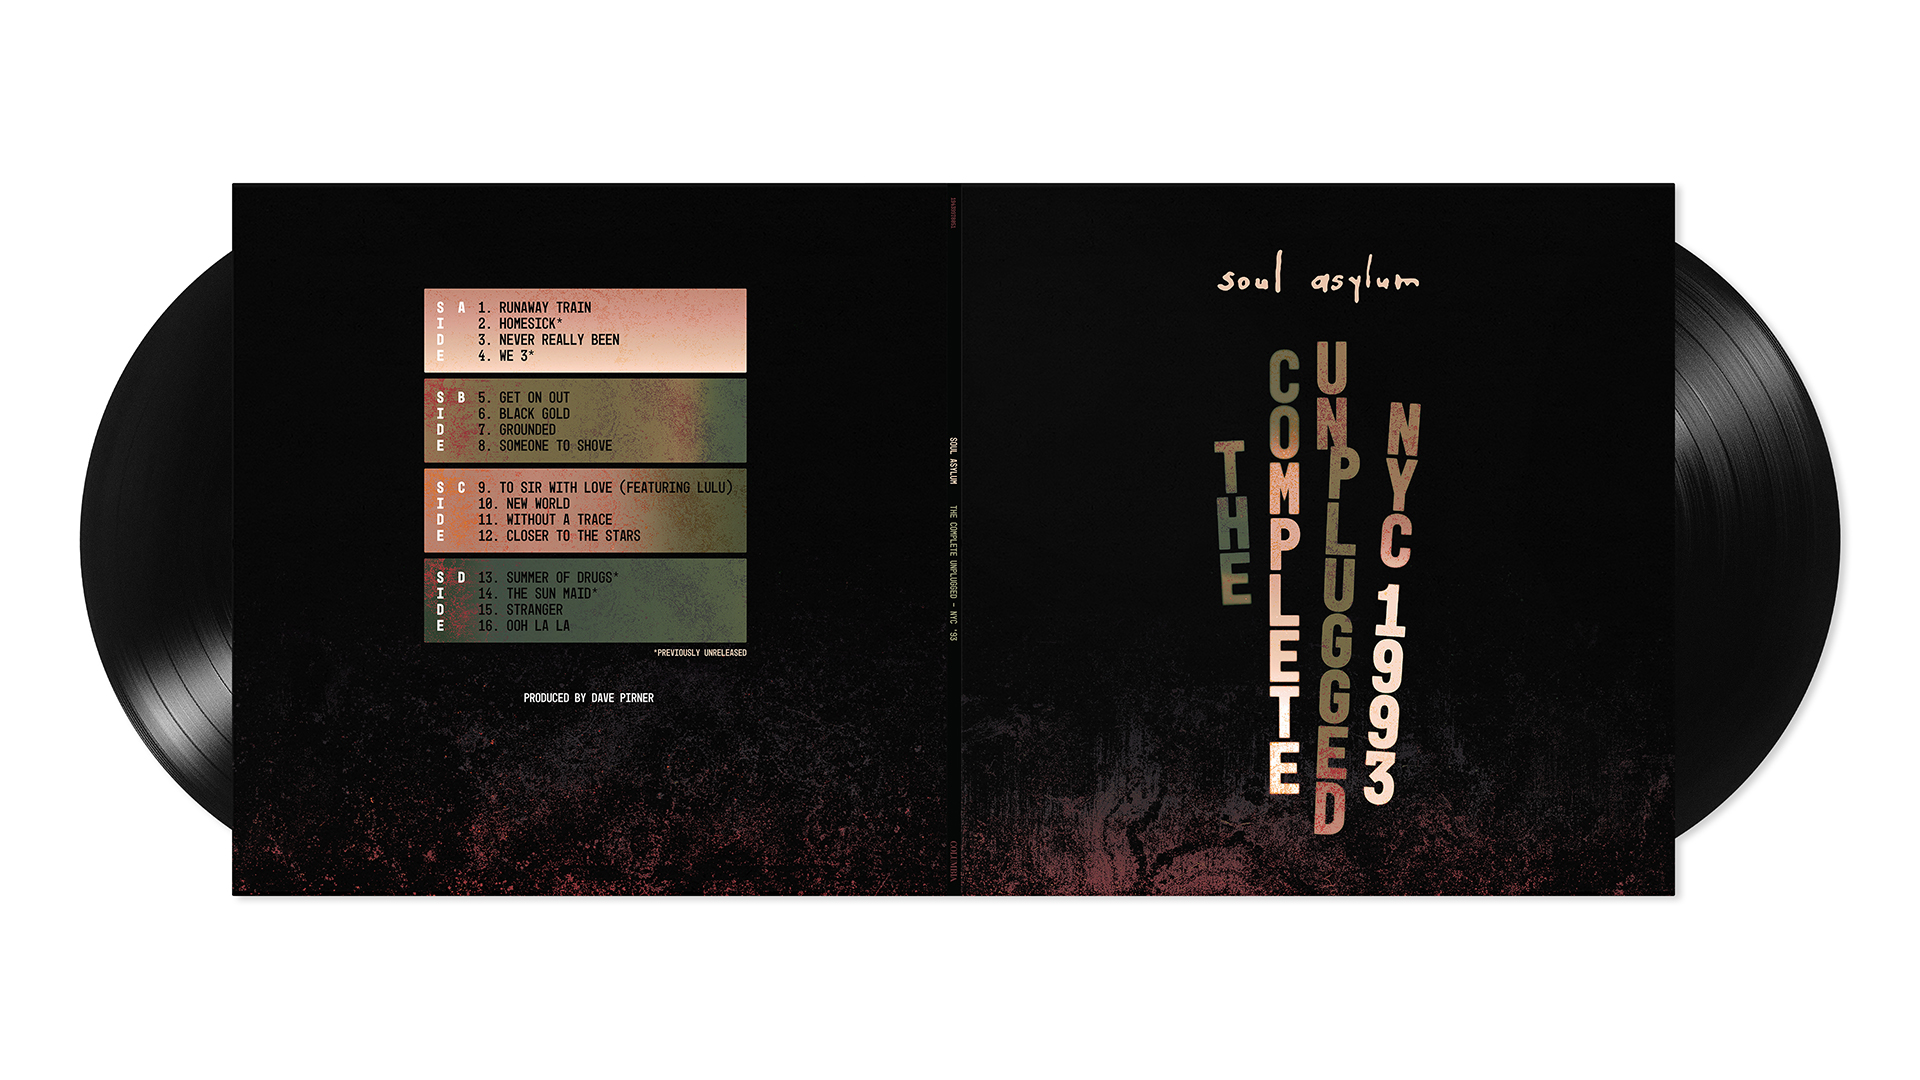 SIDE A
1. RUNAWAY TRAIN
2. HOMESICK*
3. NEVER REALLY BEEN
4. WE 3*
SIDE B
5. GET ON OUT
6. BLACK GOLD
7. GROUNDED
8. SOMEONE TO SHOVE
SIDE C
9. TO SIR WITH LOVE (FEATURING LULU)
10. NEW WORLD
11. WITHOUT A TRACE
12. CLOSER TO THE STARS
SIDE D
13. SUMMER OF DRUGS*
14. THE SUN MAID*
15. STRANGER
16. OOH LA LA
*PREVIOUSLY UNRELEASED
PRODUCED BY DAVE PIRNER
SOUL ASYLUM THE COMPLETE UNPLUGGED - NYC '93
COLUMBIA
soul asylum
THE
COMPLETE
UNPLUGGED
NYC 1993